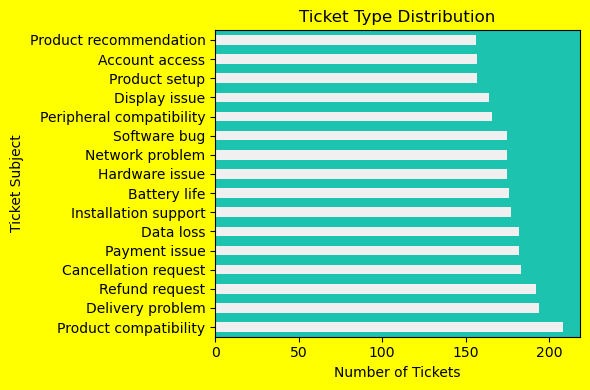 Ticket Type Distribution
Ticket Subject
Product recommendation
Account access
Product setup
Display issue
Peripheral compatibility
Software bug
Network problem
Hardware issue
Battery life
Installation support
Data loss
Payment issue
Cancellation request
Refund request
Delivery problem
Product compatibility
0 50 100 150 200
Number of Tickets